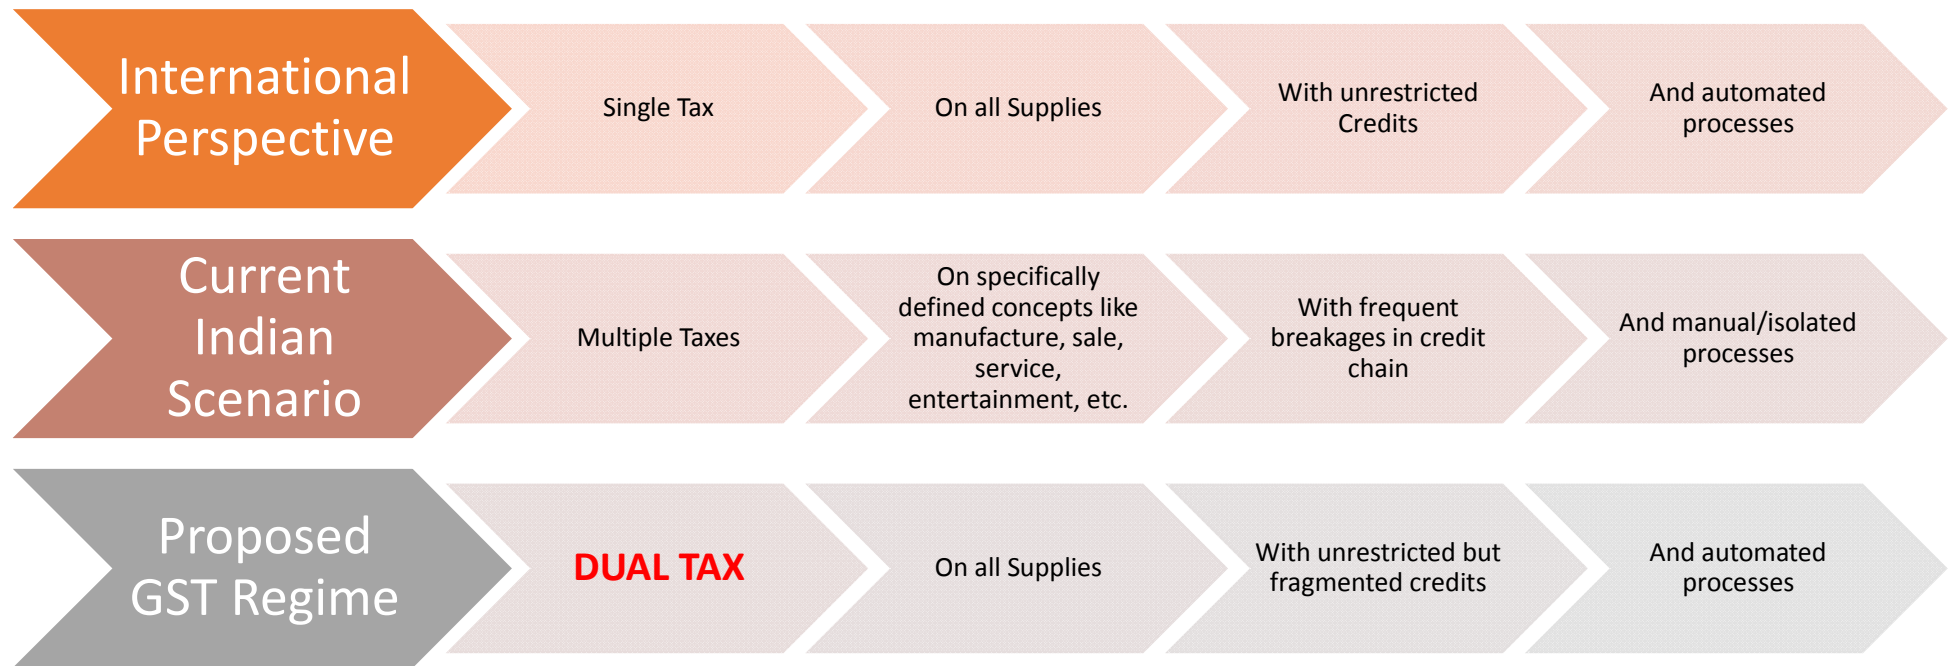 International
Perspective
Single Tax
On all Supplies
With unrestricted
Credits
And automated
processes
Current
Indian
Scenario
Multiple Taxes
On specifically
defined concepts like
manufacture, sale,
service,
entertainment, etc.
With frequent
breakages in credit
chain
And manual/isolated
processes
Proposed
GST Regime
DUAL TAX
On all Supplies
With unrestricted but
fragmented credits
And automated
processes